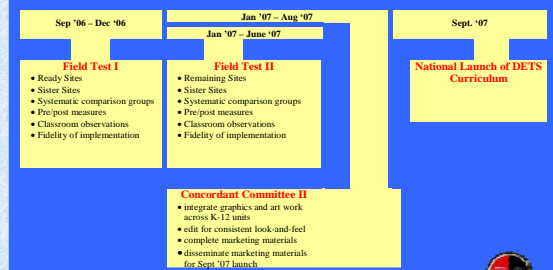 Sep ’06 – Dec ‘06
Jan ’07 – Aug ‘07
Jan ’07 – June ‘07
Sept. ‘07
Field Test I
• Ready Sites
• Sister Sites
• Systematic comparison groups
• Pre/post measures
• Classroom observations
• Fidelity of implementation
Field Test II
• Remaining Sites
• Sister Sites
• Systematic comparison groups
• Pre/post measures
• Classroom observations
• Fidelity of implementation
National Launch of DETS
Curriculum
Concordant Committee II
• integrate graphics and art work
across K-12 units
• edit for consistent look-and-feel
• complete marketing materials
• disseminate marketing materials
for Sept ’07 launch